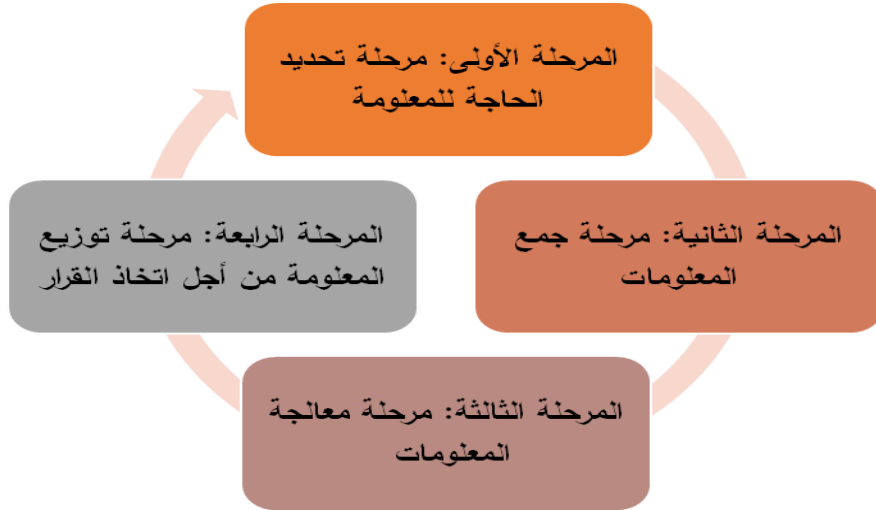 المرحلة الأولى: مرحلة تحديد
الحاجة للمعلومة
المرحلة الثانية: مرحلة جمع
المعلومات
المرحلة الثالثة: مرحلة معالجة
المعلومات
المرحلة الرابعة: مرحلة توزيع
المعلومة من أجل اتخاذ القرار